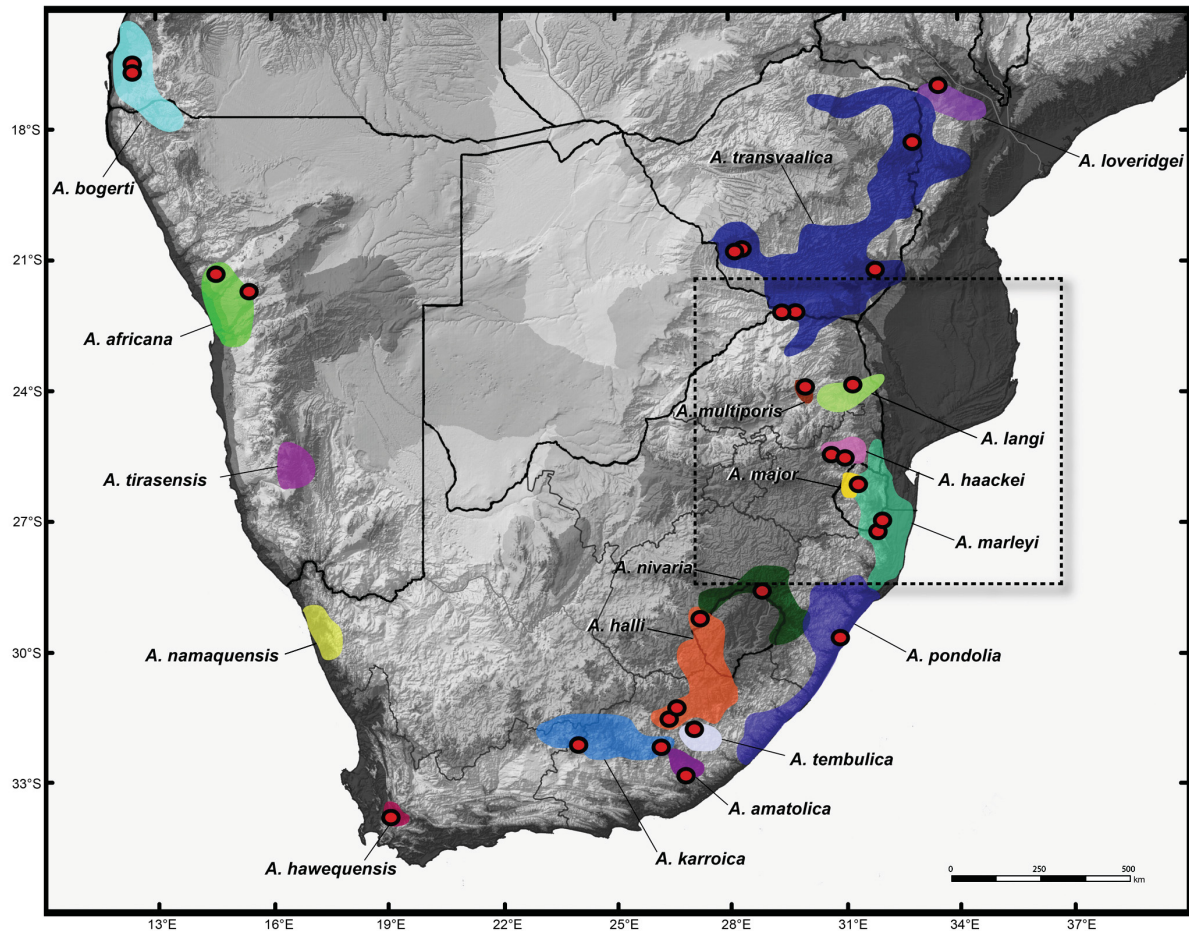 18°S
21°S
24°S
27°S
30°S
33°S
A. bogerti
A. transvaalica
A. loveridgei
A. africana
A. multiporis
A. langi
A. tirasensis
A. major
A. haackei
A. marleyi
A. nivaria
A. halli
A. namaquensis
A. pondolia
A. tembulica
A. amatolica
A. karroica
A. hawequensis
0 250 500
km
13°E 16°E 19°E 22°E 25°E 28°E 31°E 34°E 37°E